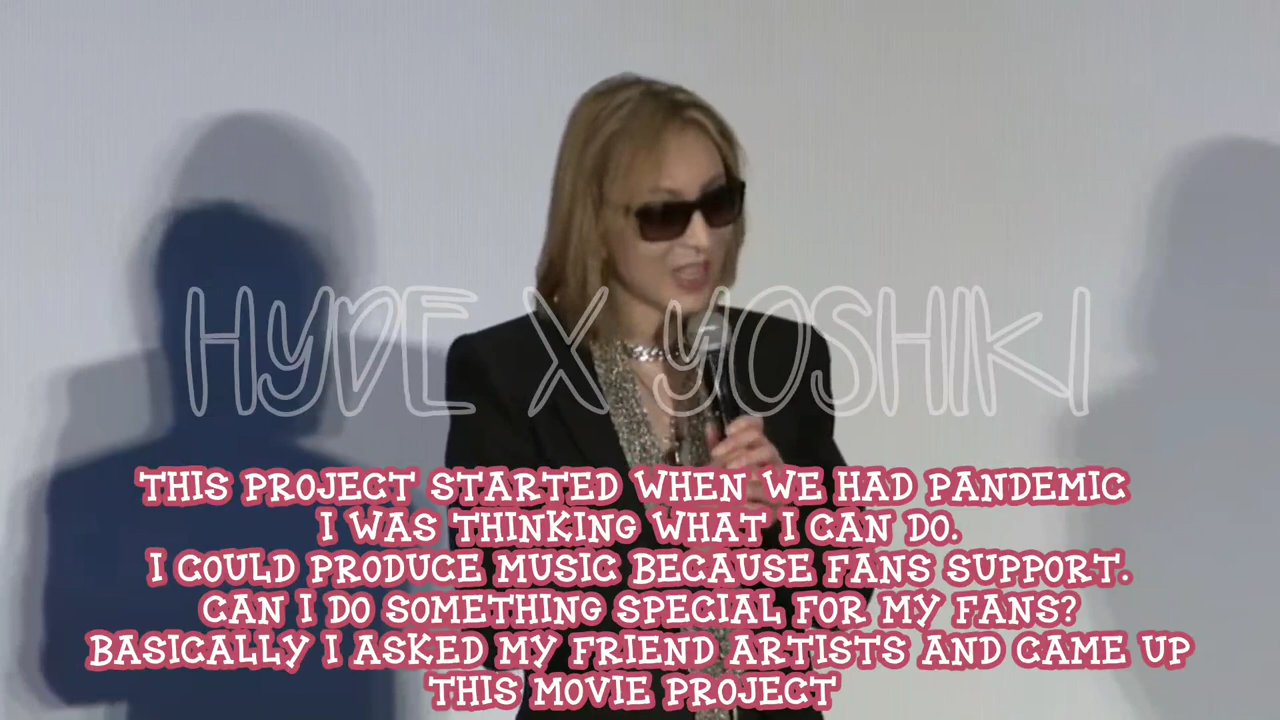 HYDE X YOSHIKI
THIS PROJECT STARTED WHEN WE HAD PANDEMIC
I WAS THINKING WHAT I CAN DO.
I COULD PRODUCE MUSIC BECAUSE FANS SUPPORT.
CAN I DO SOMETHING SPECIAL FOR MY FANS?
BASICALLY I ASKED MY FRIEND ARTISTS AND CAME UP
THIS MOVIE PROJECT